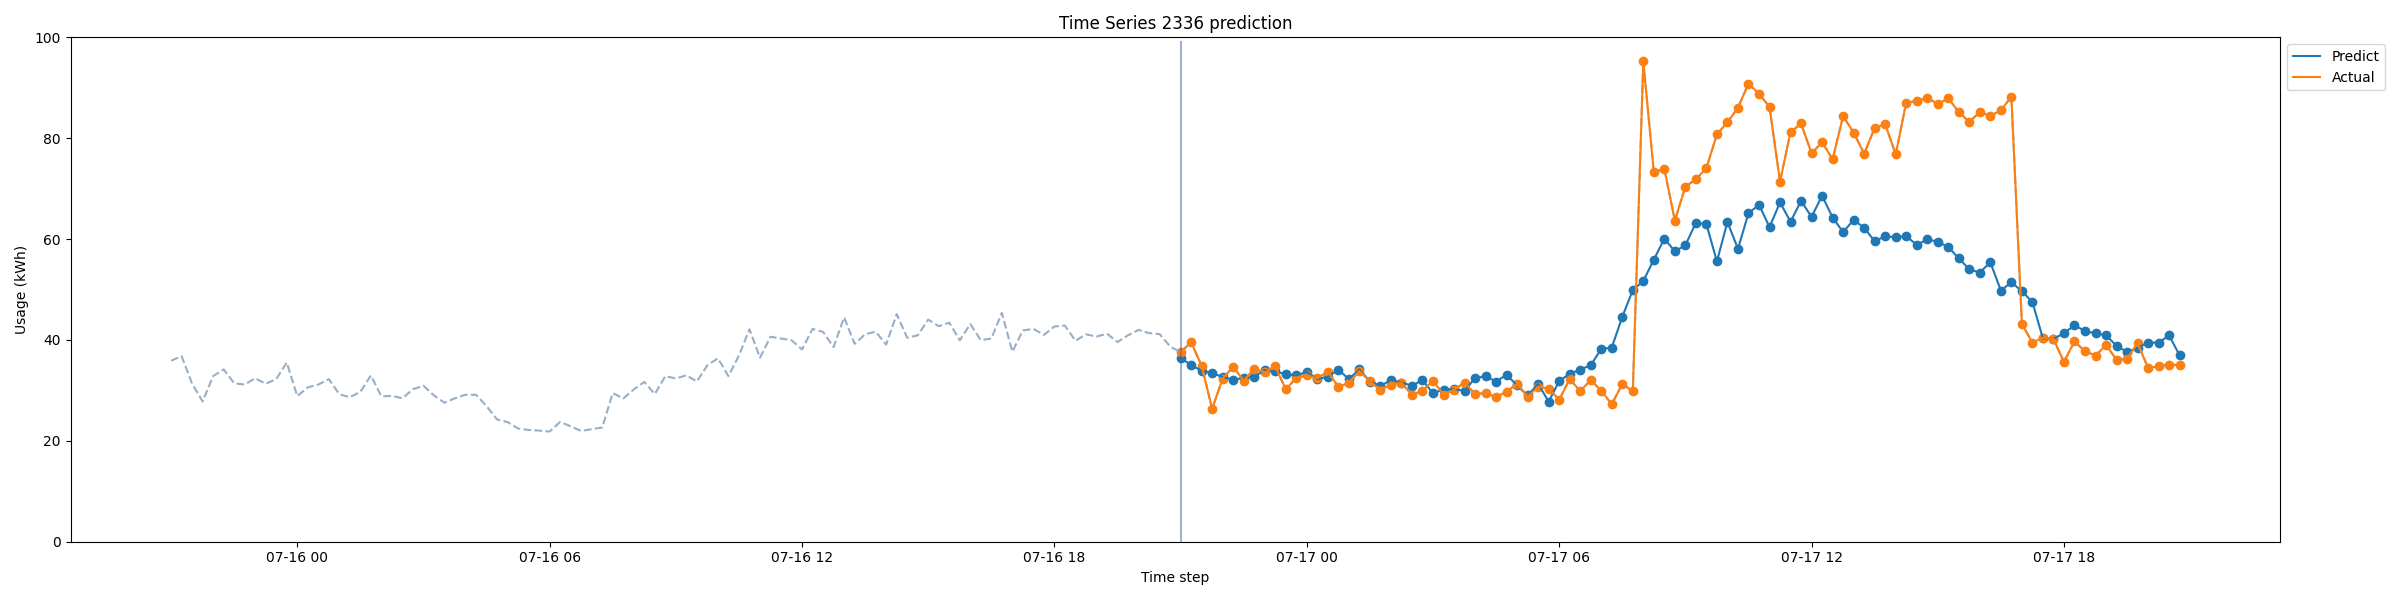 Time Series 2336 prediction
Predict
Actual
Usage (kWh)
100
80
60
40
20
0
07-16 00
07-16 06
07-16 12
07-16 18
07-17 00
07-17 06
07-17 12
07-17 18
Time step